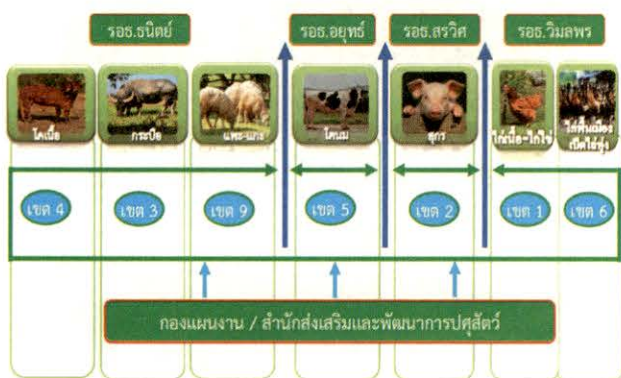 รอธ.ธนิตย์
รอธ.อยุทธ์
รอธ.สรวิศ
รอธ.วิมลพร
โคเนื้อ
กระบือ
แพะ-แกะ
โคนม
สุกร
ไก่เนื้อ-ไก่ไข่
ไก่พื้นเมือง
เป็ดไล่ทุ่ง
เขต 4
เขต 3
เขต 9
เขต 5
เขต 2
เขต 1
เขต 6
กองแผนงาน / สำนักส่งเสริมและพัฒนาการปศุสัตว์